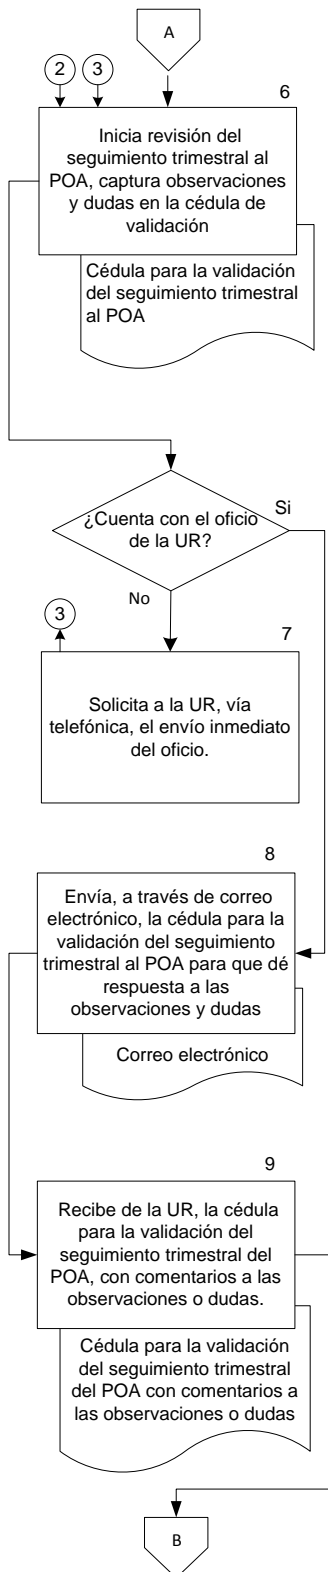 A
2
3
6
Inicia revisión del
seguimiento trimestral al
POA, captura observaciones
y dudas en la cédula de
validación
Cédula para la validación
del seguimiento trimestral
al POA
¿Cuenta con el oficio
de la UR?
Si
No
3
7
Solicita a la UR, vía
telefónica, el envío inmediato
del oficio.
8
Envía, a través de correo
electrónico, la cédula para la
validación del seguimiento
trimestral al POA para que dé
respuesta a las
observaciones y dudas
Correo electrónico
9
Recibe de la UR, la cédula
para la validación del
seguimiento trimestral del
POA, con comentarios a las
observaciones o dudas.
Cédula para la validación
del seguimiento trimestral
del POA con comentarios a
las observaciones o dudas
B